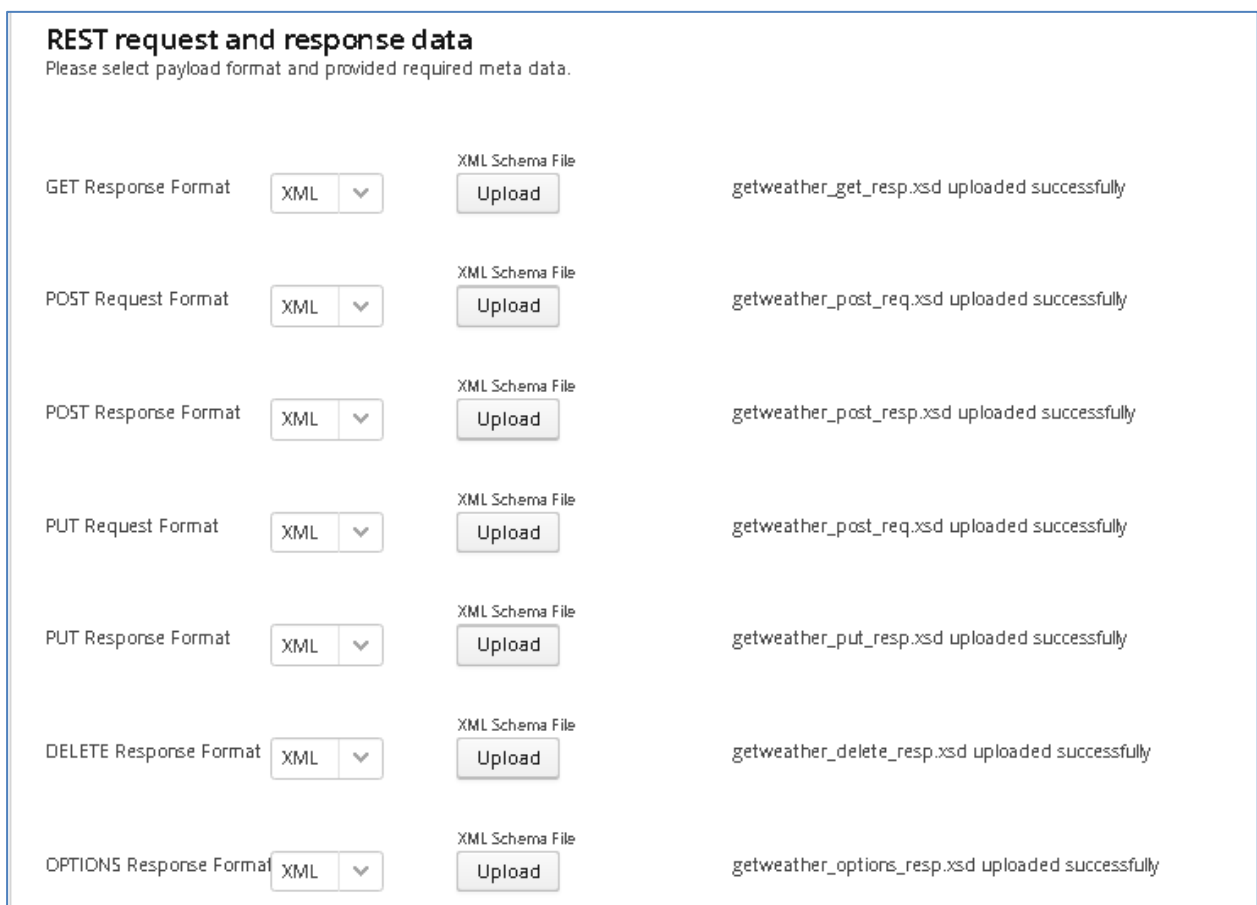 REST request and response data
Please select payload format and provided required meta data.
XML Schema File
GET Response Format XML Upload getweather_get_resp.xsd uploaded successfully
XML Schema File
POST Request Format XML Upload getweather_post_req.xsd uploaded successfully
XML Schema File
POST Response Format XML Upload getweather_post_resp.xsd uploaded successfully
XML Schema File
PUT Request Format XML Upload getweather_post_req.xsd uploaded successfully
XML Schema File
PUT Response Format XML Upload getweather_put_resp.xsd uploaded successfully
XML Schema File
DELETE Response Format XML Upload getweather_delete_resp.xsd uploaded successfully
XML Schema File
OPTIONS Response Format XML Upload getweather_options_resp.xsd uploaded successfully